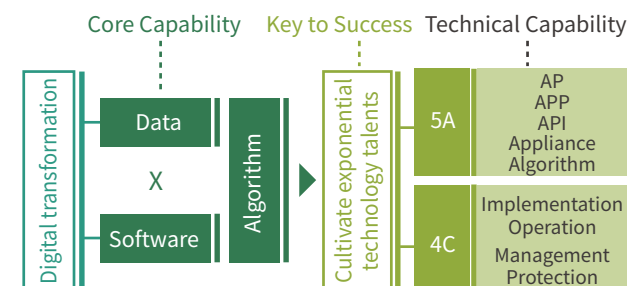 Core Capability
Key to Success
Technical Capability
Digital transformation
Data
X
Software
Algorithm
Cultivate exponential
technology talents
5A
AP
APP
API
Appliance
Algorithm
4C
Implementation
Operation
Management
Protection